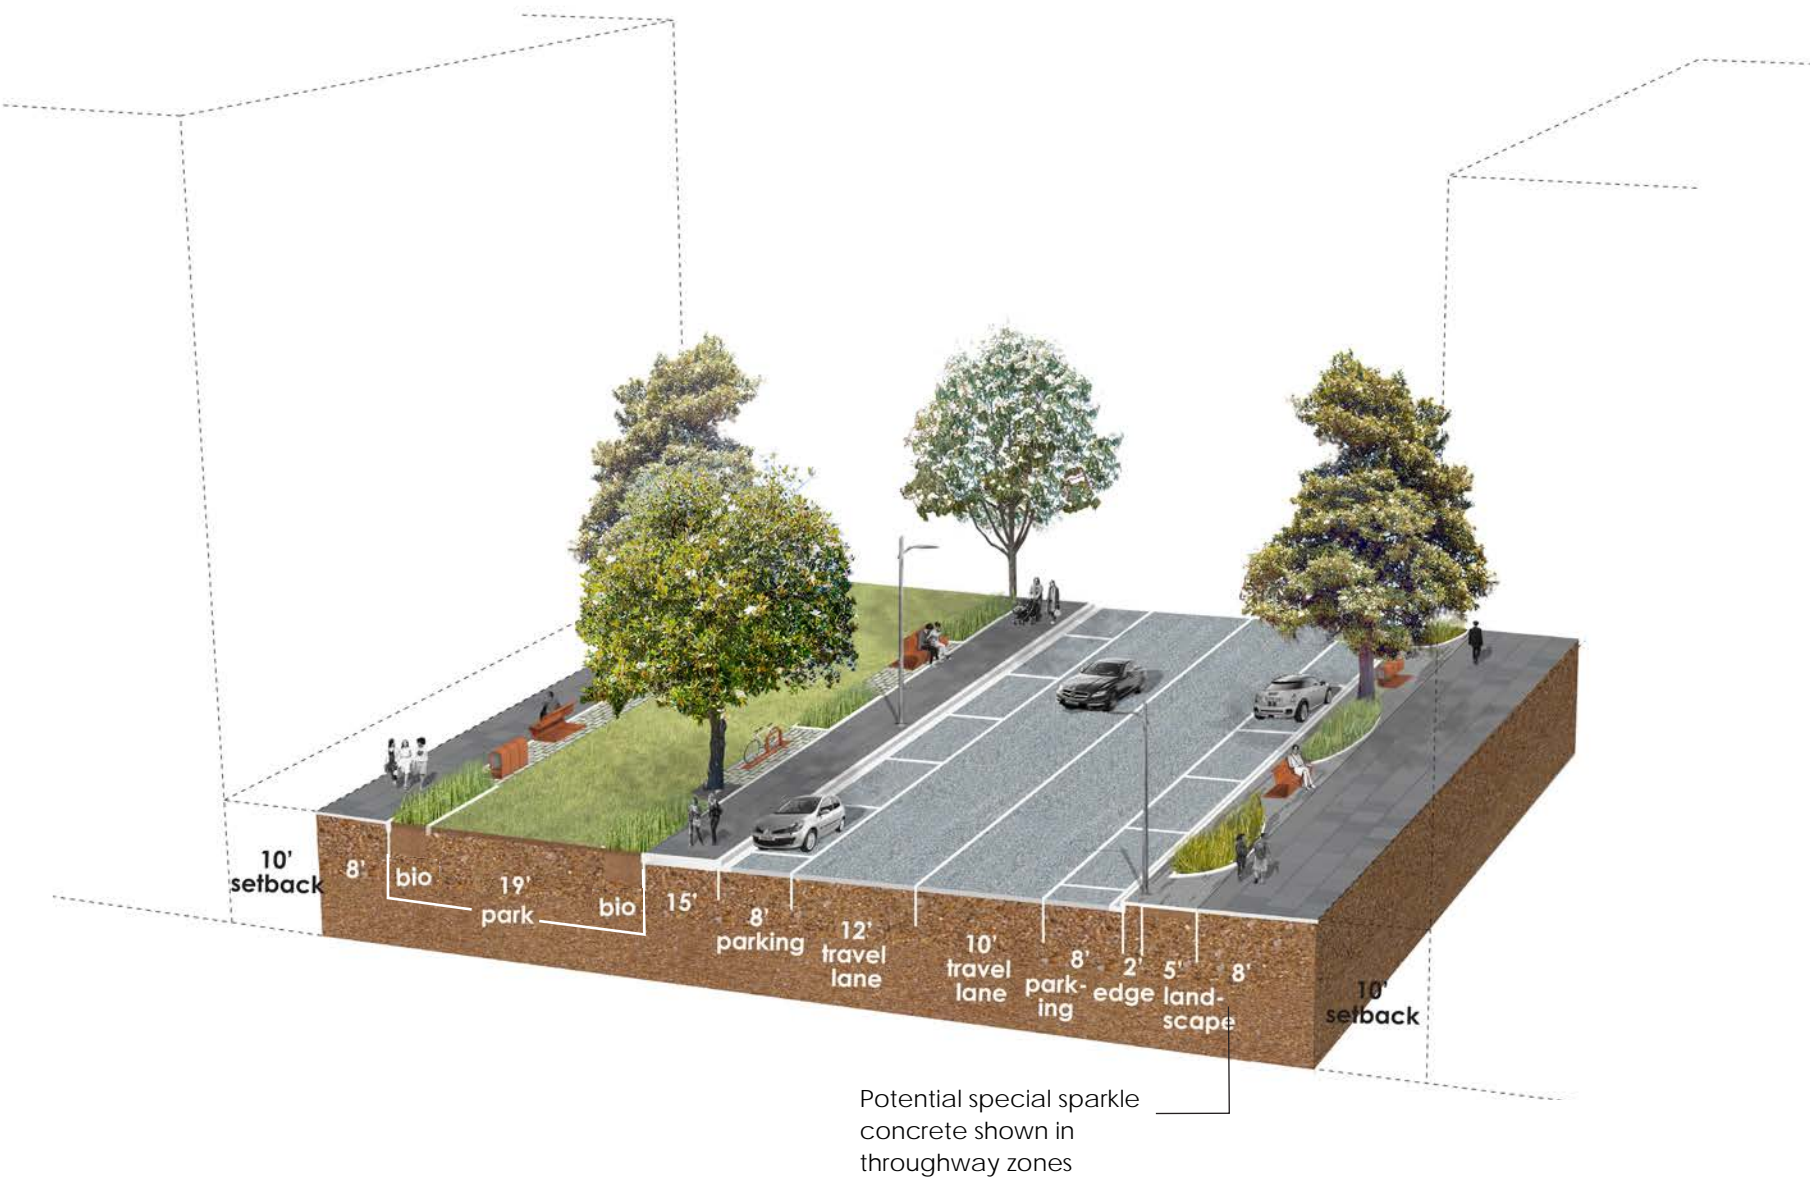 10'
setback
8'
bio
19'
park
bio
15'
8'
parking
12'
travel
lane
10'
travel
lane
8'
park-
ing
2'
edge
5'
land-
scape
8'
10'
setback
Potential special sparkle
concrete shown in
throughway zones